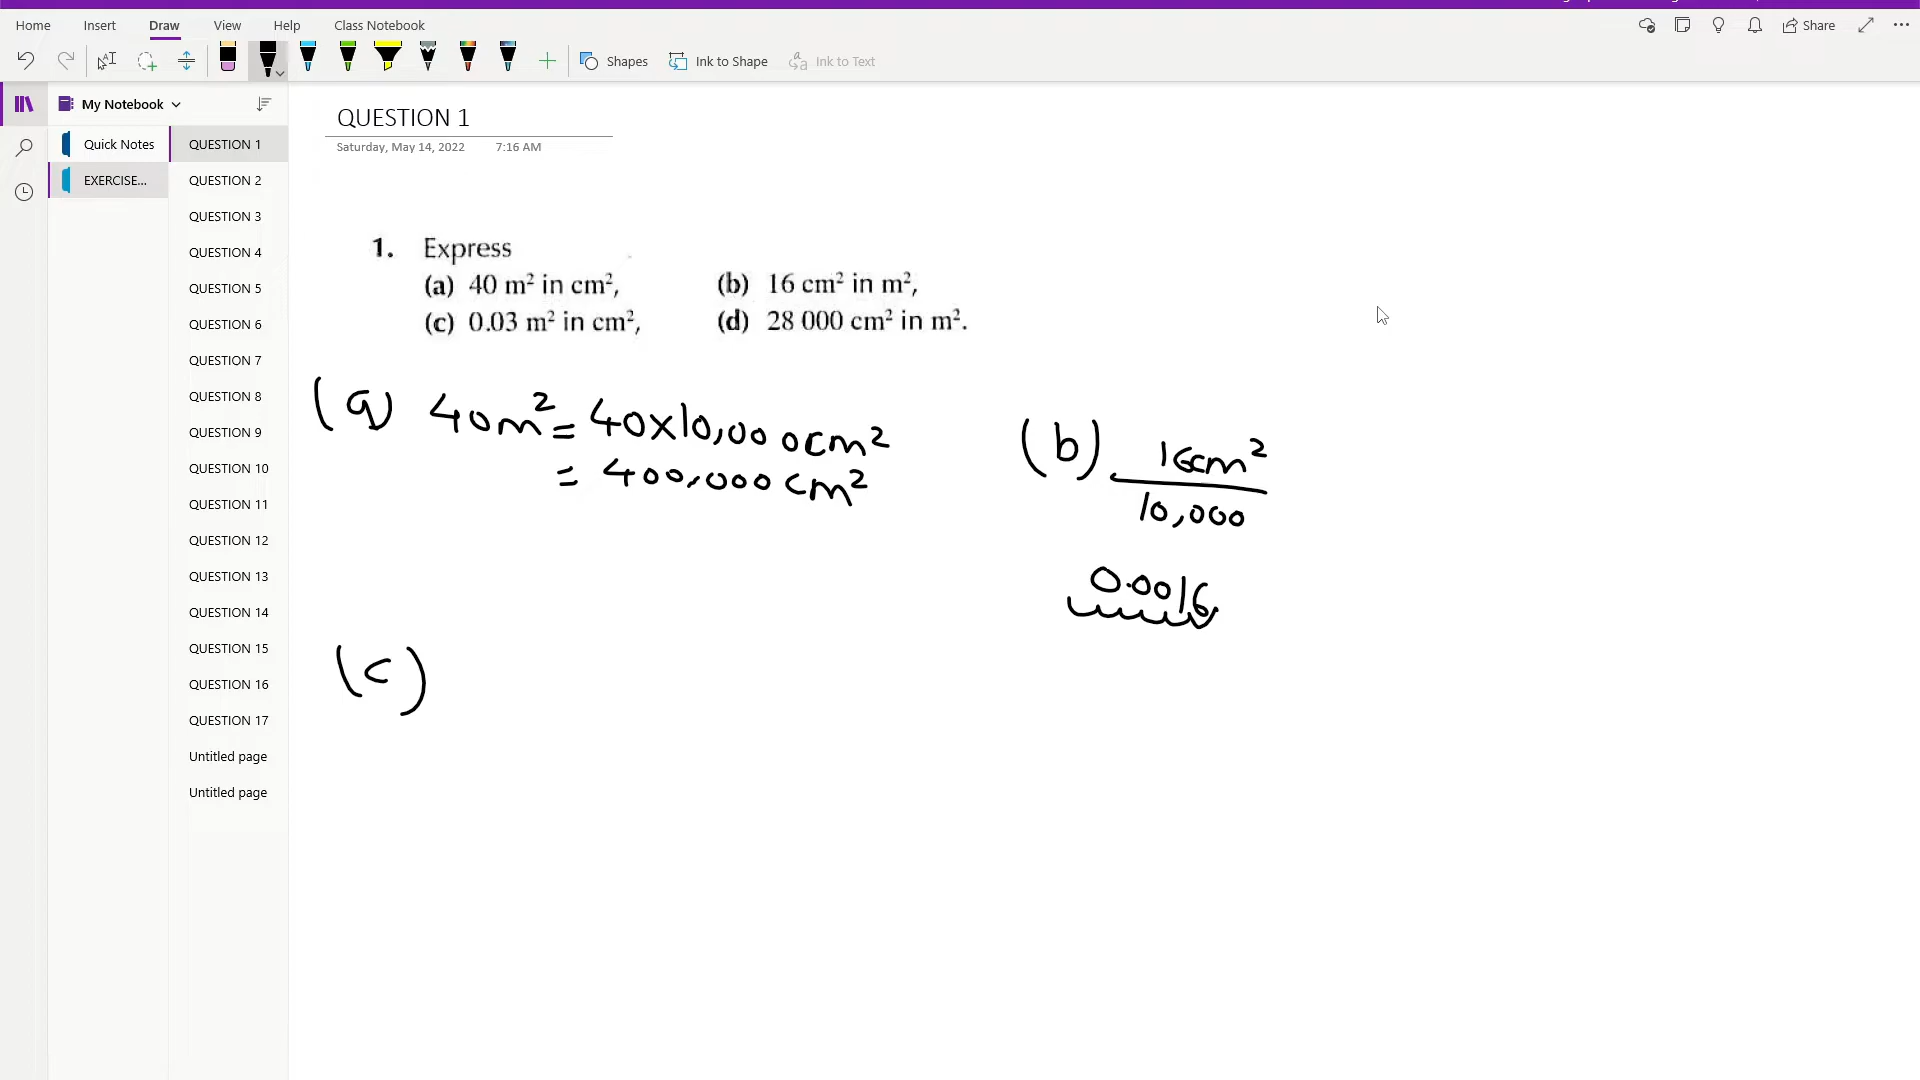 Home Insert Draw View Help Class Notebook
Share
Shapes Ink to Shape Ink to Text
My Notebook
Quick Notes
EXERCISE...
QUESTION 1
QUESTION 2
QUESTION 3
QUESTION 4
QUESTION 5
QUESTION 6
QUESTION 7
QUESTION 8
QUESTION 9
QUESTION 10
QUESTION 11
QUESTION 12
QUESTION 13
QUESTION 14
QUESTION 15
QUESTION 16
QUESTION 17
Untitled page
Untitled page
QUESTION 1
Saturday, May 14, 2022 7:16 AM
1. Express
(a) 40 m² in cm², (b) 16 cm² in m²,
(c) 0.03 m² in cm², (d) 28 000 cm² in m².
(a) 40m² = 40x10,000cm²
= 400,000cm²
(b) 16cm²
10,000
0.0016
(c)